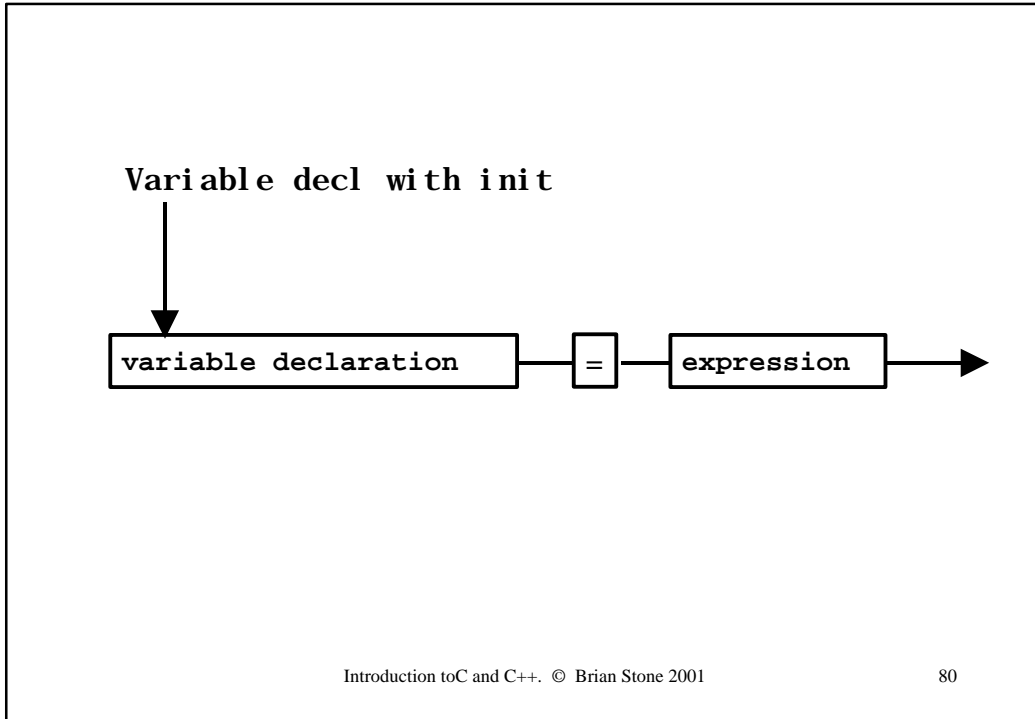 Variable decl with init
variable declaration = expression
Introduction toC and C++. © Brian Stone 2001 80